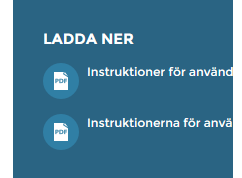 LADDA NER
PDF
Instruktioner för använd
PDF
Instruktionerna för anvä